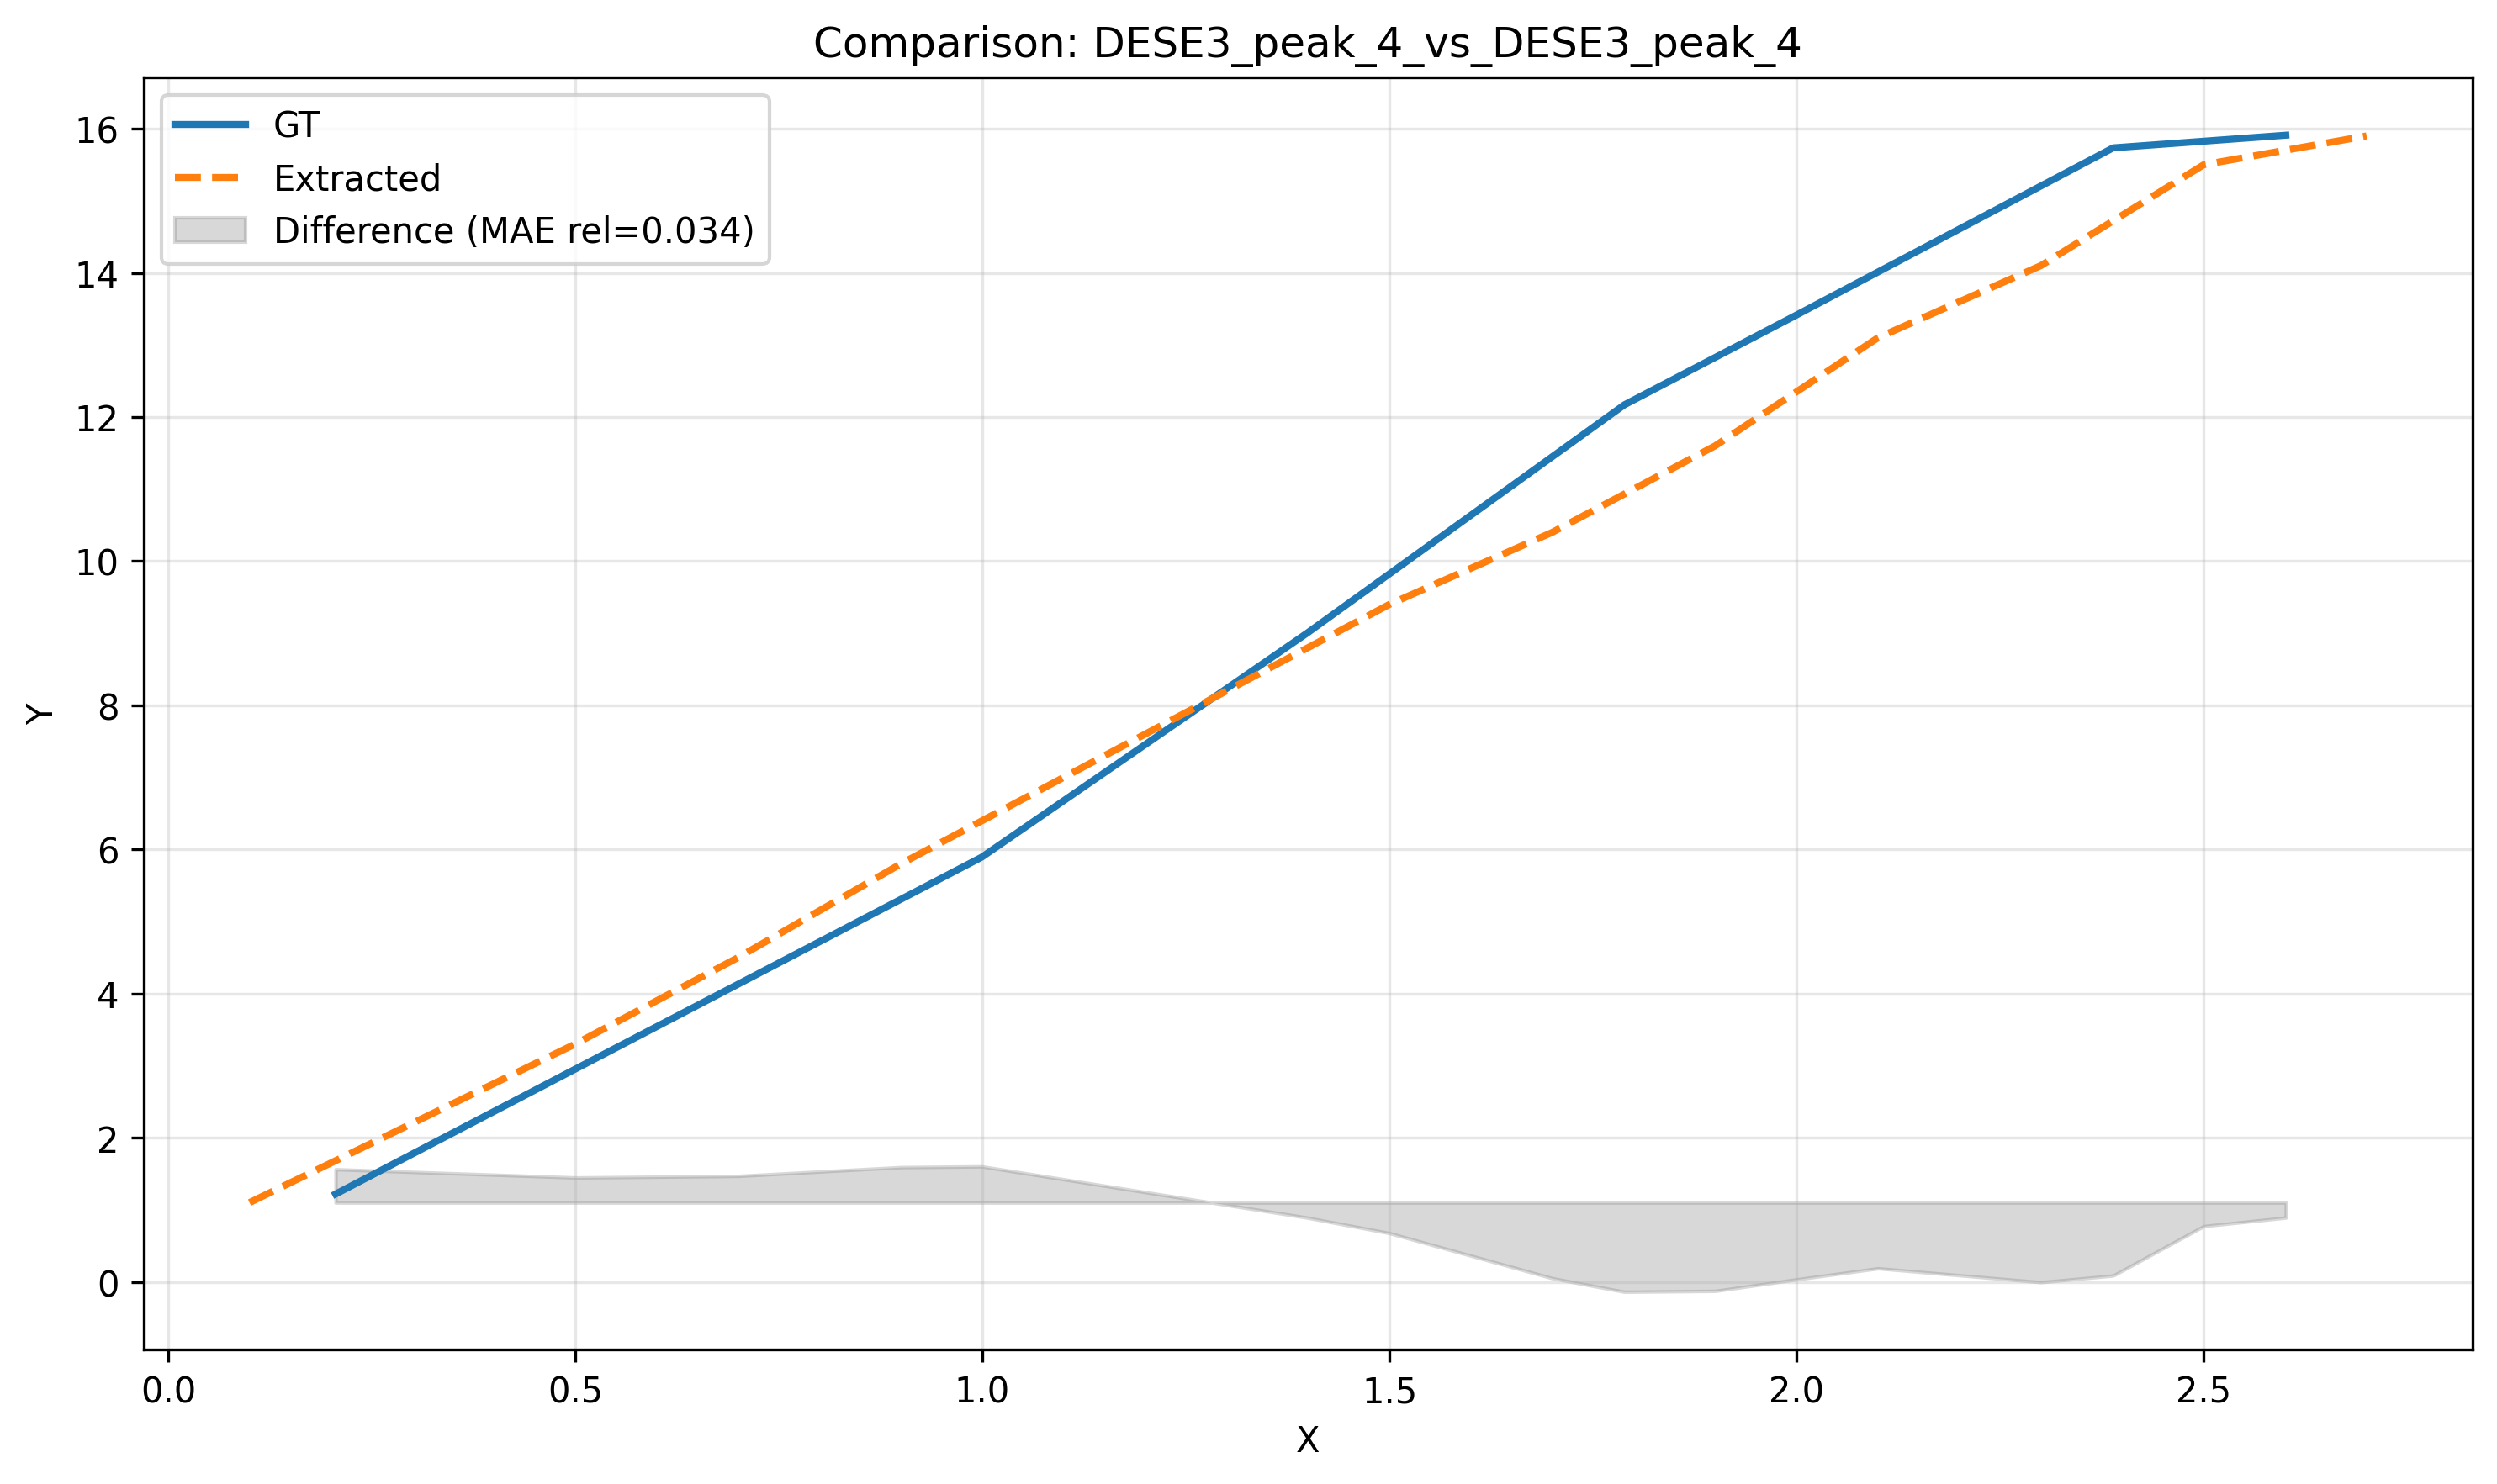 Comparison: DESE3_peak_4_vs_DESE3_peak_4
GT
Extracted
Difference (MAE rel=0.034)
16
14
12
10
8
6
4
2
0
Y
0.0 0.5 1.0 1.5 2.0 2.5
X